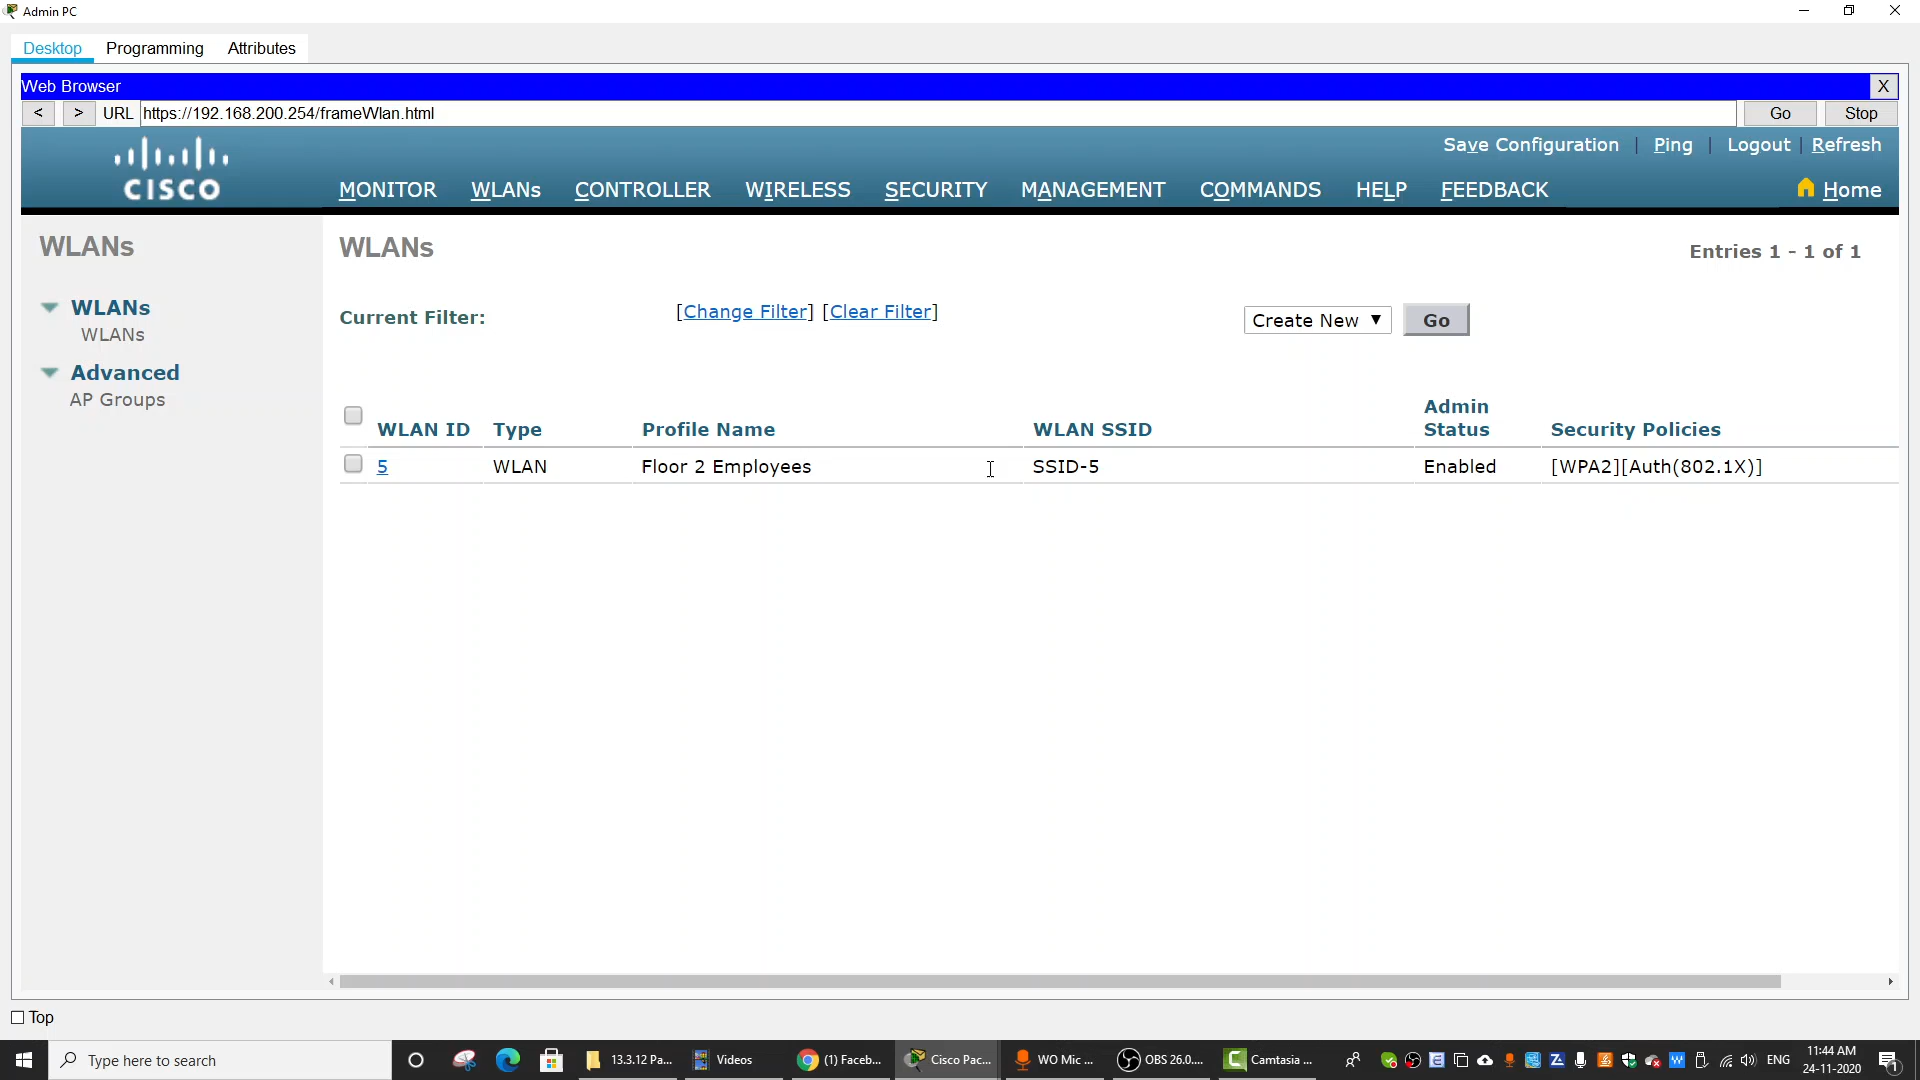 Admin PC
Desktop Programming Attributes
Web Browser X
< > URL https://192.168.200.254/frameWlan.html Go Stop
Save Configuration | Ping | Logout | Refresh
CISCO MONITOR WLANs CONTROLLER WIRELESS SECURITY MANAGEMENT COMMANDS HELP FEEDBACK Home
WLANs
WLANs
WLANs
Advanced
AP Groups
WLANs Entries 1 - 1 of 1
Current Filter: [Change Filter] [Clear Filter] Create New Go
WLAN ID Type Profile Name WLAN SSID Admin Status Security Policies
5 WLAN Floor 2 Employees SSID-5 Enabled [WPA2][Auth(802.1X)]
Top
Type here to search 13.3.12 Pa... Videos (1) Faceb... Cisco Pac... WO Mic ... OBS 26.0.... Camtasia ... ENG 11:44 AM
24-11-2020 1